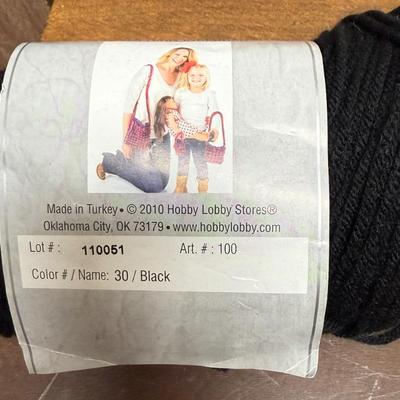 Made in Turkey • © 2010 Hobby Lobby Stores®
Oklahoma City, OK 73179 • www.hobbylobby.com
Lot # : 110051 Art. # : 100
Color # / Name: 30 / Black